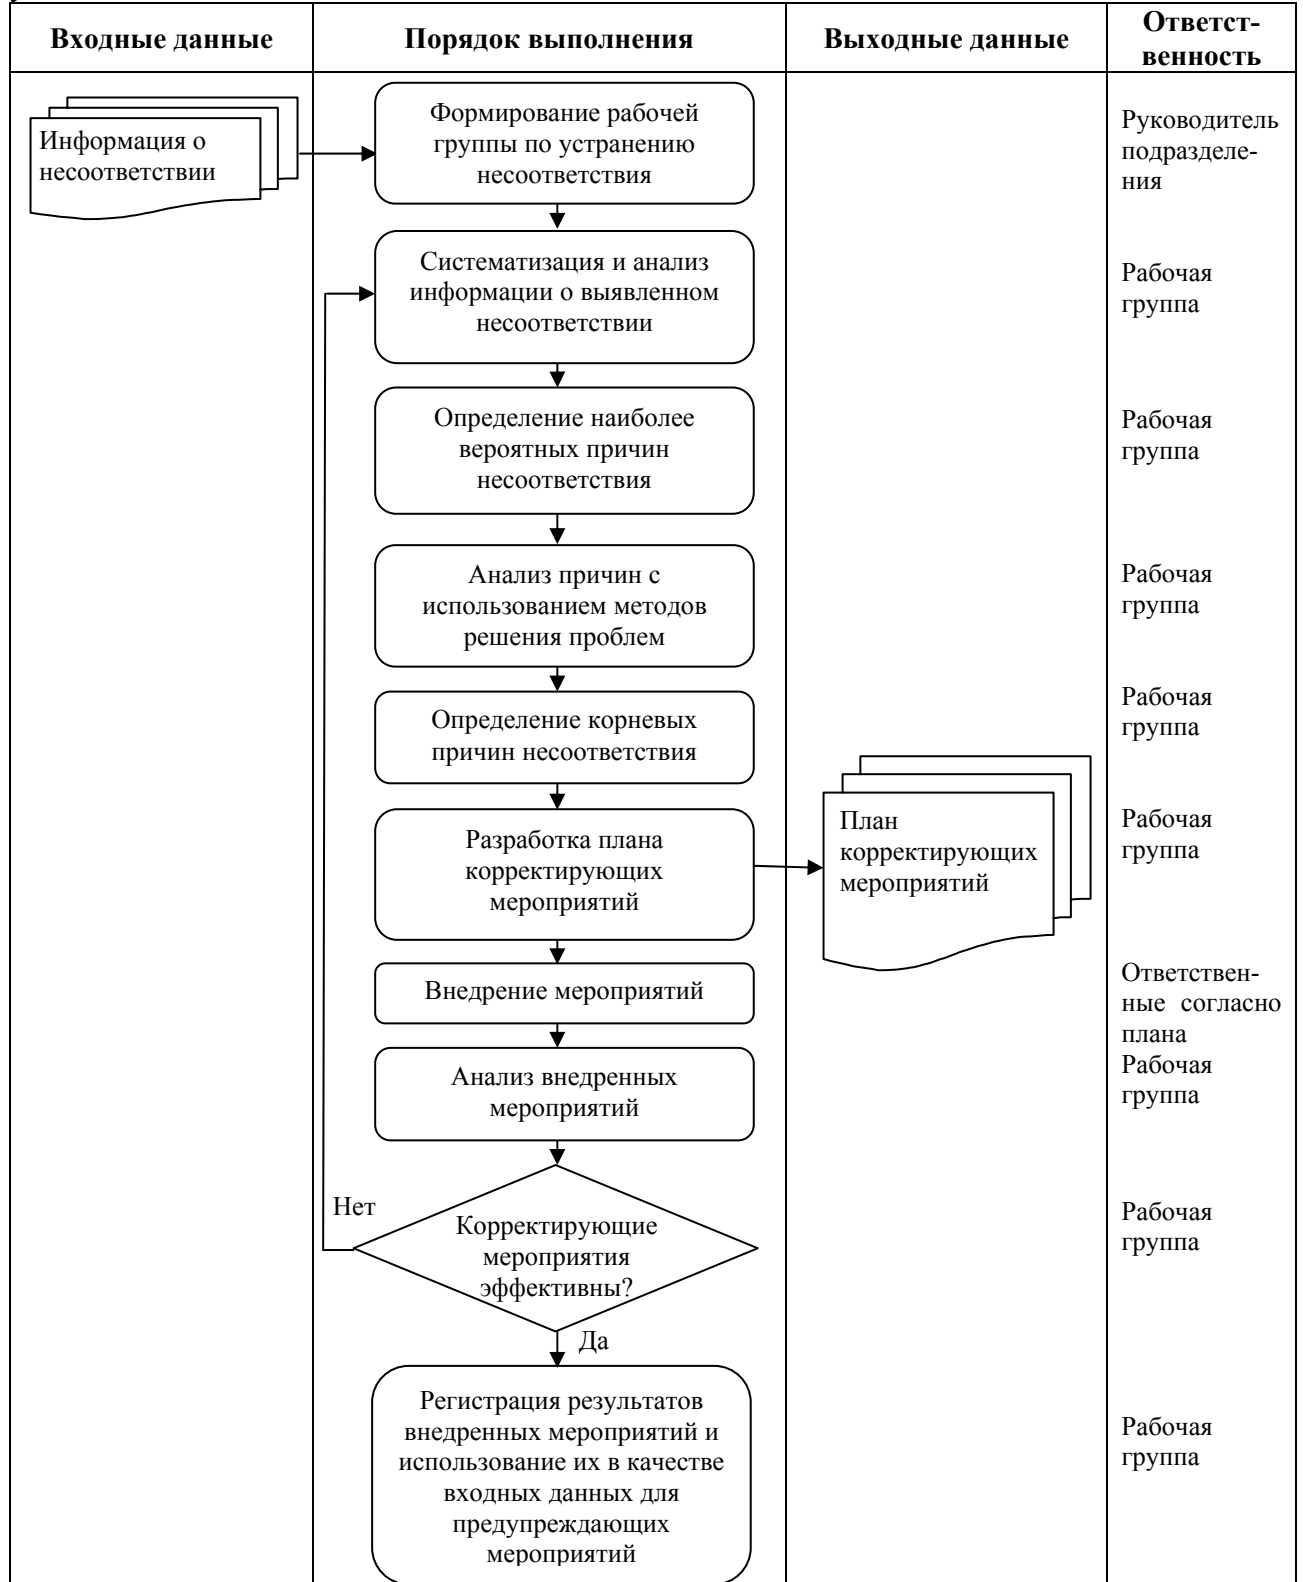 Входные данные
Порядок выполнения
Выходные данные
Ответст-
венность
Информация о
несоответствии
Формирование рабочей
группы по устранению
несоответствия
Руководитель
подразделе-
ния
Систематизация и анализ
информации о выявленном
несоответствии
Рабочая
группа
Определение наиболее
вероятных причин
несоответствия
Рабочая
группа
Анализ причин с
использованием методов
решения проблем
Рабочая
группа
Определение корневых
причин несоответствия
Рабочая
группа
Разработка плана
корректирующих
мероприятий
План
корректирующих
мероприятий
Рабочая
группа
Внедрение мероприятий
Ответствен-
ные согласно
плана
Анализ внедренных
мероприятий
Рабочая
группа
Нет
Корректирующие
мероприятия
эффективны?
Рабочая
группа
Да
Регистрация результатов
внедренных мероприятий и
использование их в качестве
входных данных для
предупреждающих
мероприятий
Рабочая
группа